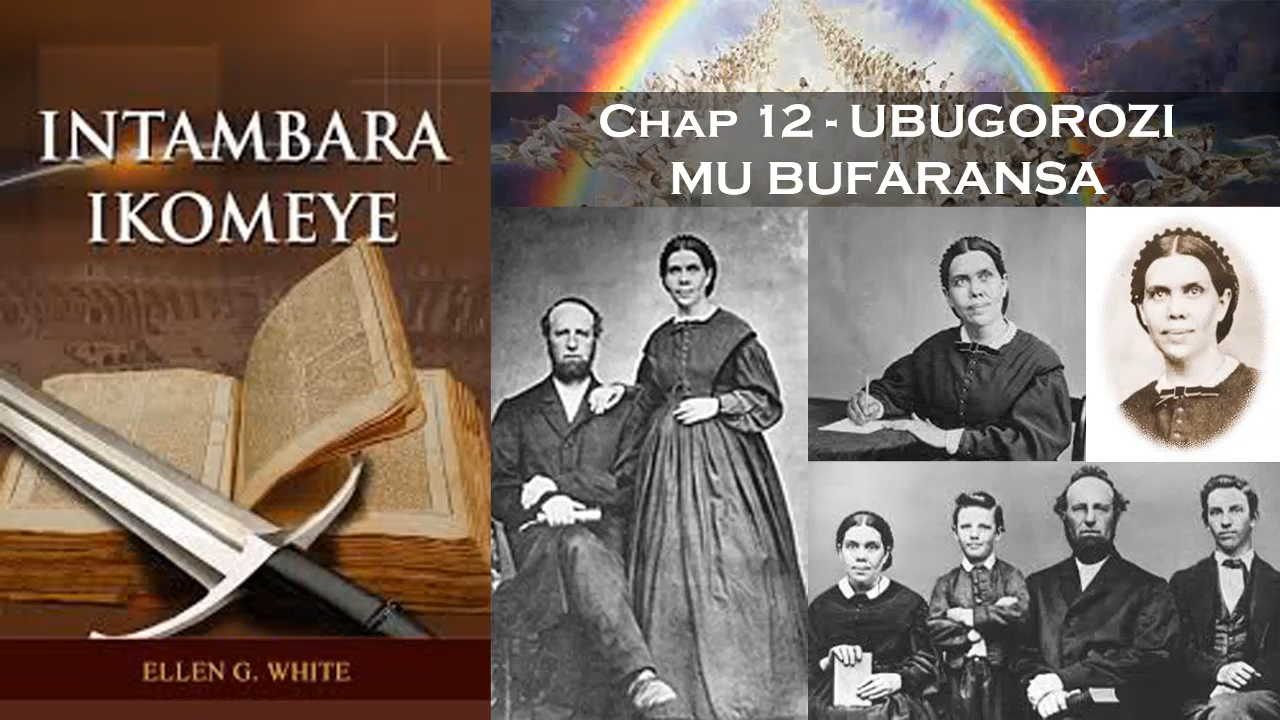 INTAMBARA
IKOMEYE
ELLEN G. WHITE
CHAP 12 - UBUGOROZI
MU BUFARANSA